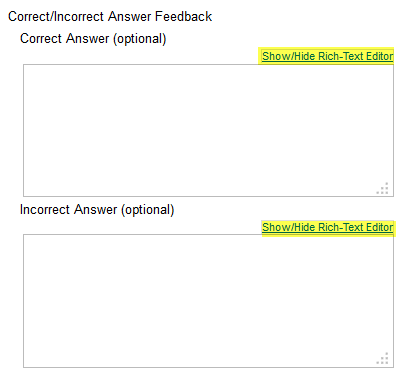 Correct/Incorrect Answer Feedback
Correct Answer (optional)
Show/Hide Rich-Text Editor
Incorrect Answer (optional)
Show/Hide Rich-Text Editor